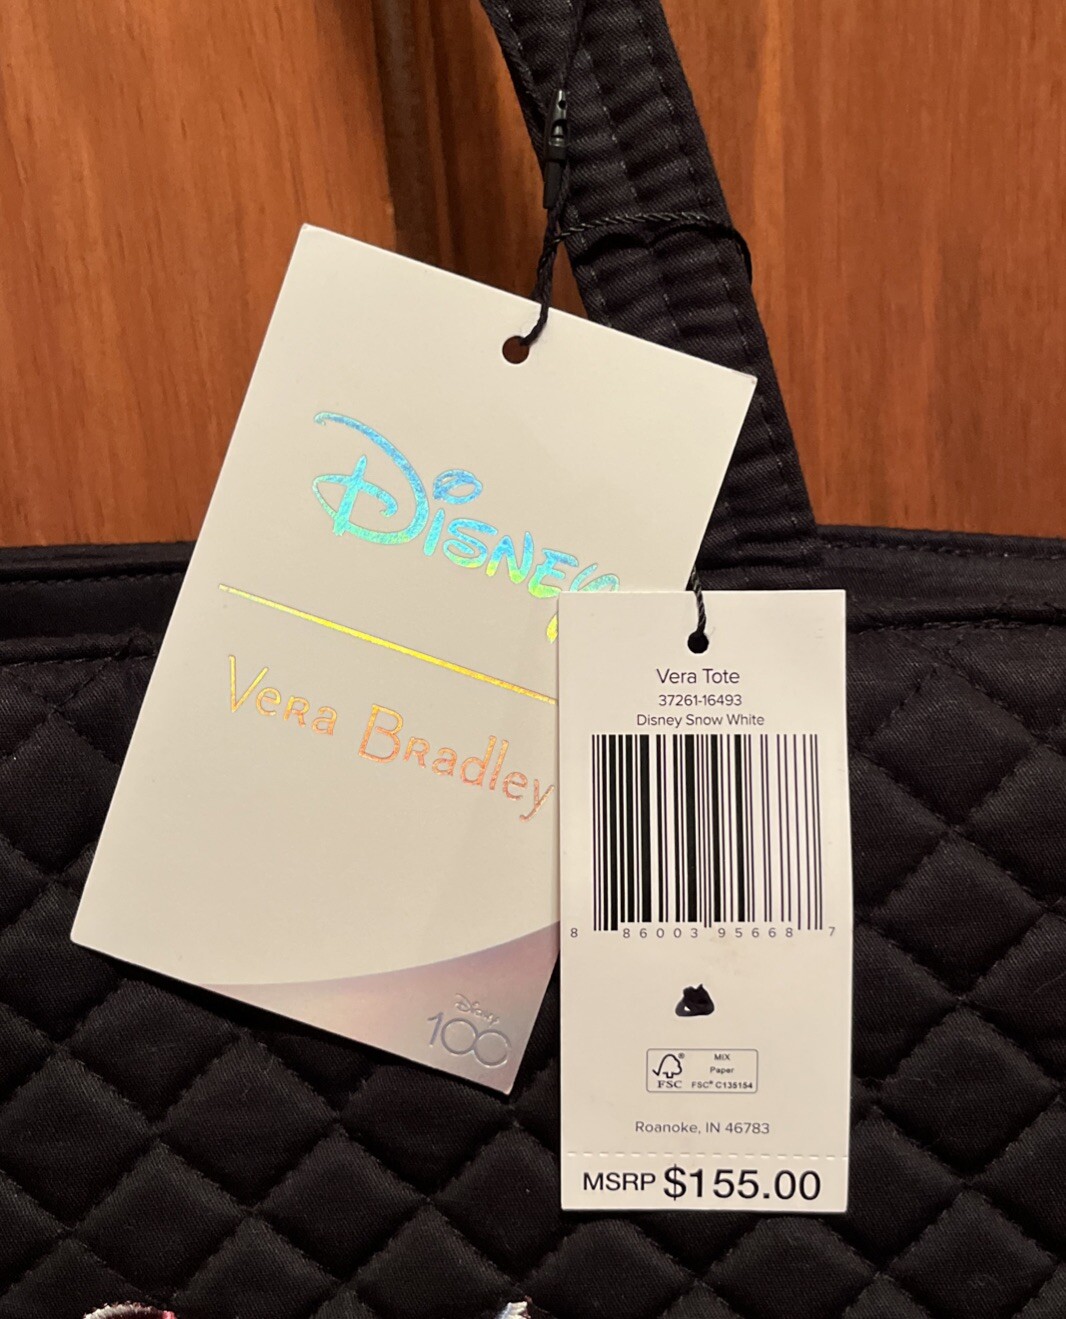 Disney
Vera Bradley
Disney
100
Vera Tote
37261-16493
Disney Snow White
8 86003 95668 7
FSC®
MIX
Paper
FSC® C135154
Roanoke, IN 46783
MSRP $155.00